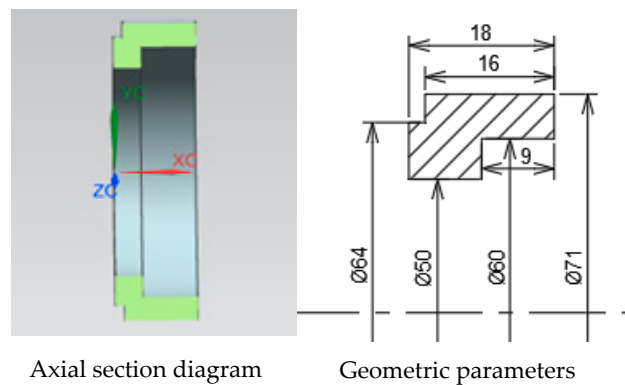 YC
XC
ZC
18
16
9
Ø64
Ø50
Ø60
Ø71
Axial section diagram
Geometric parameters